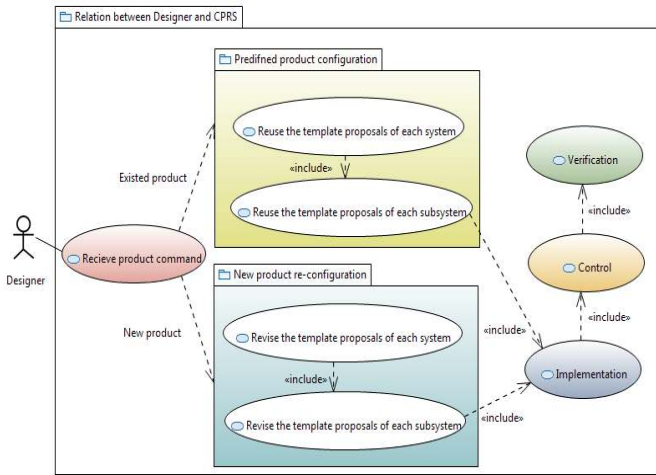 Relation between Designer and CPRS
Predifned product configuration
Reuse the template proposals of each system
«include»
Reuse the template proposals of each subsystem
Existed product
Designer
Recieve product command
New product
New product re-configuration
Revise the template proposals of each system
«include»
Revise the template proposals of each subsystem
«include»
«include»
Implementation
«include»
Control
«include»
Verification